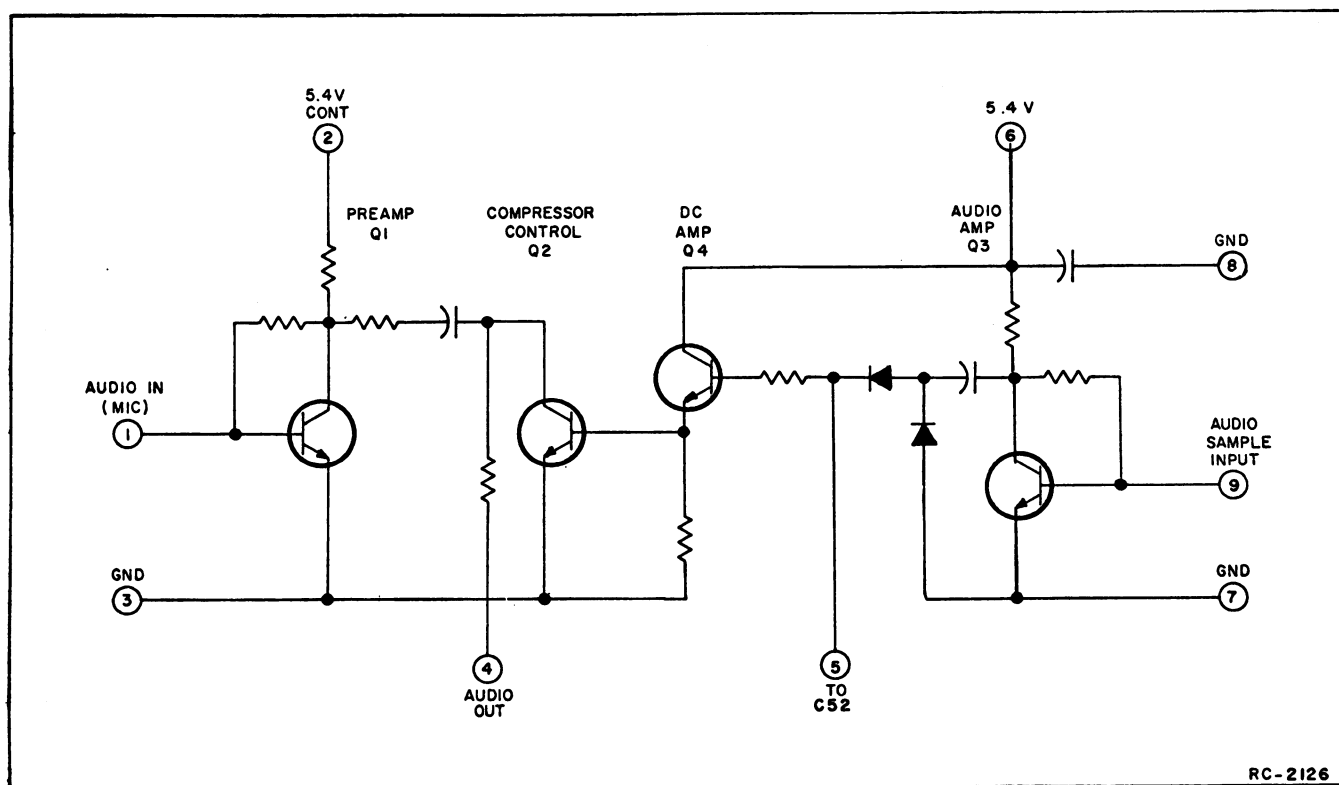 5.4V
CONT
2
5.4 V
6
PREAMP
Q1
COMPRESSOR
CONTROL
Q2
DC
AMP
Q4
AUDIO
AMP
Q3
GND
8
AUDIO IN
(MIC)
1
AUDIO
SAMPLE
INPUT
9
GND
3
GND
7
4
AUDIO
OUT
5
TO
C52
RC-2126